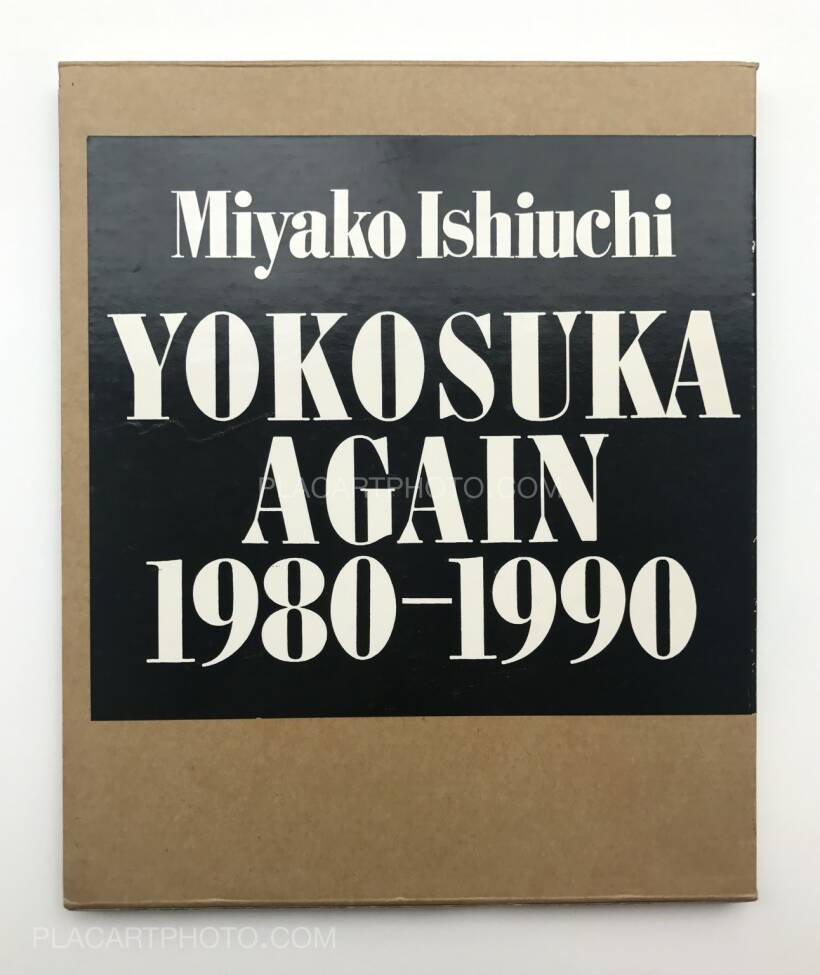 Miyako Ishiuchi
YOKOSUKA
AGAIN
PLACARTPHOTO.COM
1980–1990
PLACARTPHOTO.COM